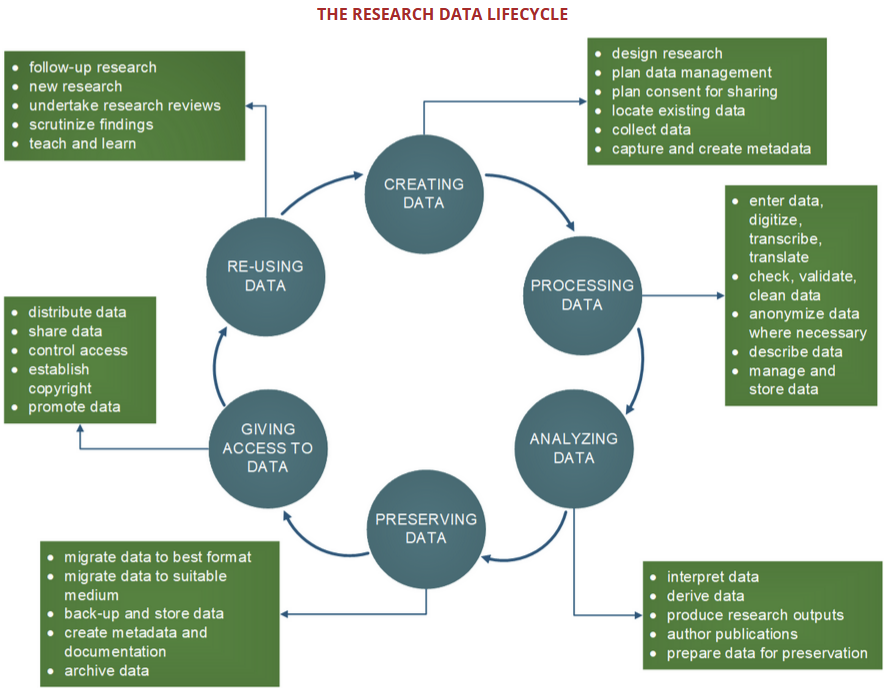 THE RESEARCH DATA LIFECYCLE
• follow-up research
• new research
• undertake research reviews
• scrutinize findings
• teach and learn
• design research
• plan data management
• plan consent for sharing
• locate existing data
• collect data
• capture and create metadata
CREATING
DATA
• enter data,
digitize,
transcribe,
translate
• check, validate,
clean data
• anonymize data
where necessary
• describe data
• manage and
store data
RE-USING
DATA
PROCESSING
DATA
• distribute data
• share data
• control access
• establish
copyright
• promote data
GIVING
ACCESS TO
DATA
ANALYZING
DATA
PRESERVING
DATA
• migrate data to best format
• migrate data to suitable
medium
• back-up and store data
• create metadata and
documentation
• archive data
• interpret data
• derive data
• produce research outputs
• author publications
• prepare data for preservation